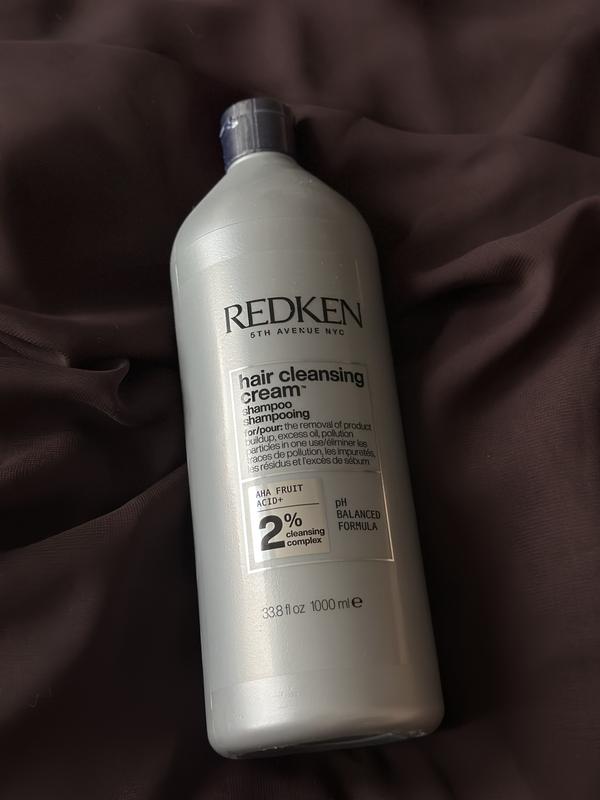 REDKEN
5TH AVENUE NYC
hair cleansing
cream™
shampoo
shampooing
for/pour: the removal of product
buildup, excess oil, pollution
particles in one use/éliminer les
traces de pollution, les impuretés,
les résidus et l'excès de sébum
AHA FRUIT
ACID+
2%
cleansing
complex
pH
BALANCED
FORMULA
33.8 fl oz 1000 ml e